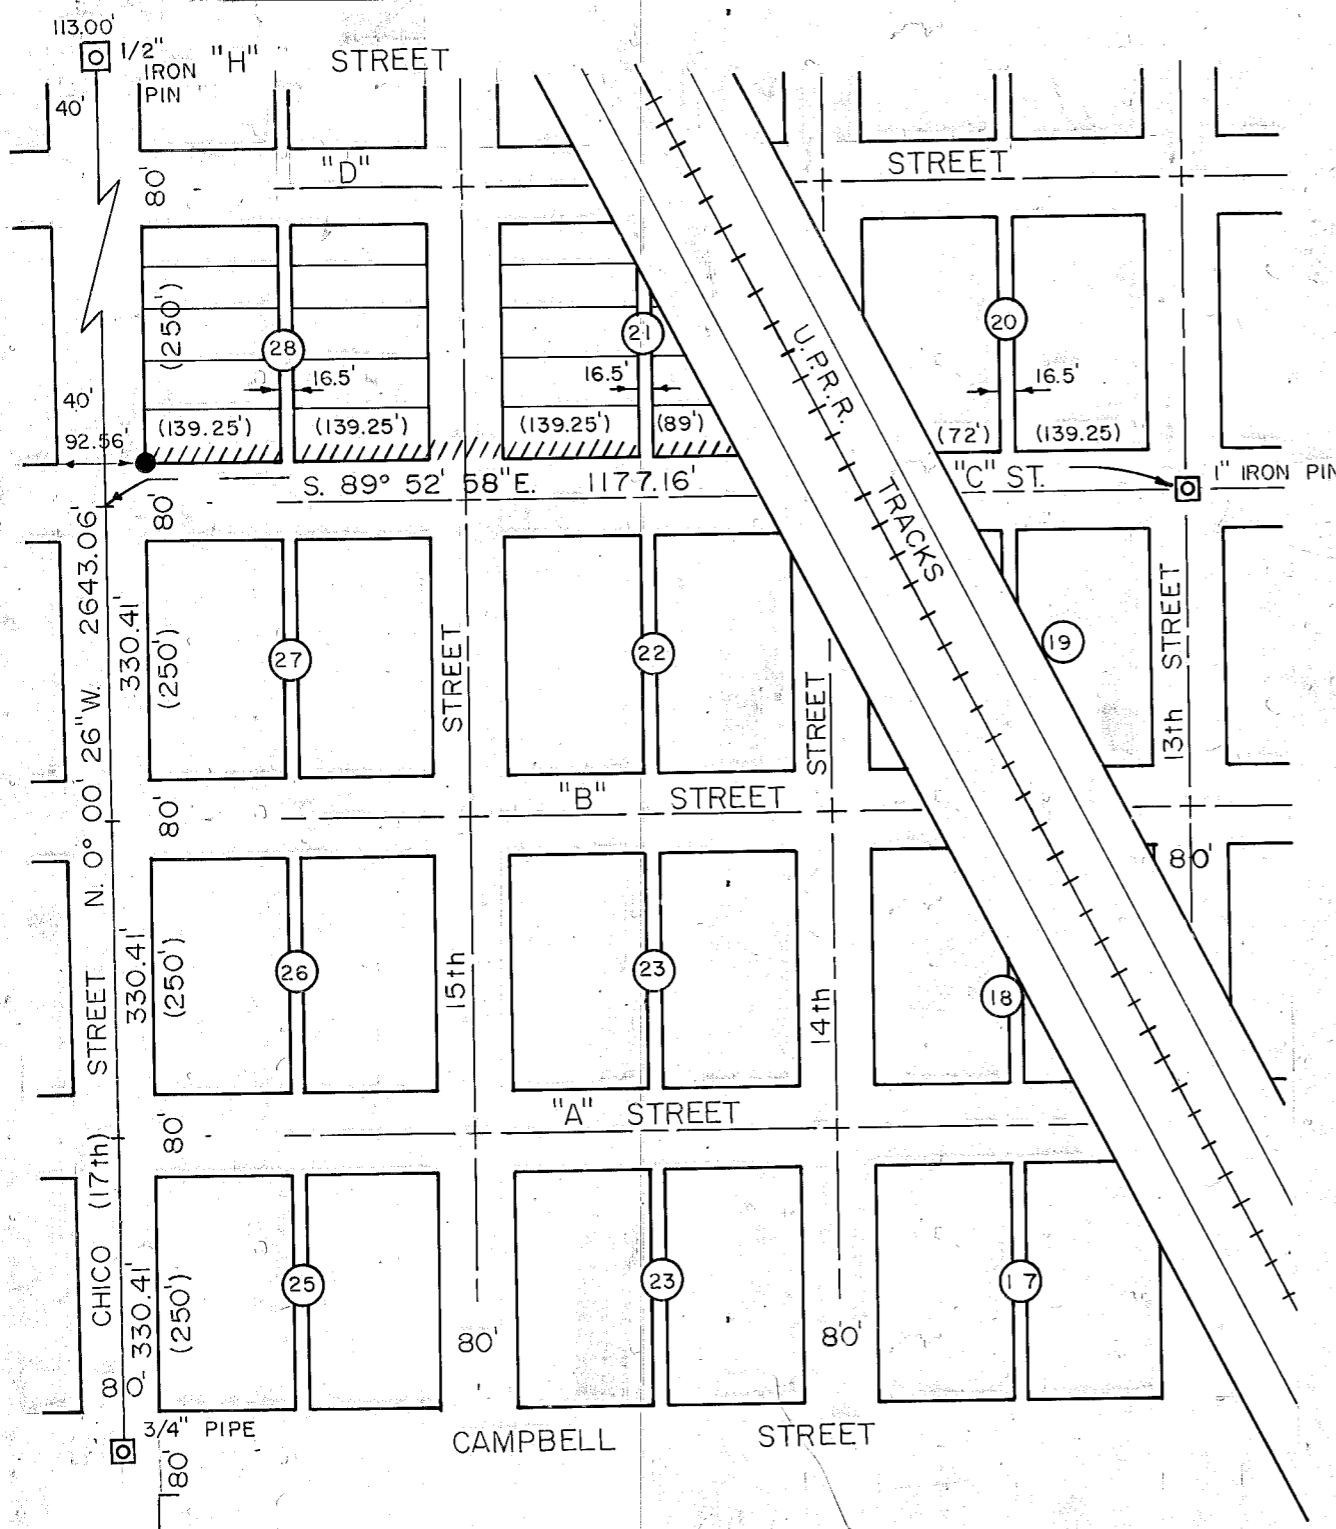 113.00'
1/2"
IRON
PIN
"H" STREET
40'
80'
"D" STREET
(250')
28
21
20
16.5'
16.5'
16.5'
40'
92.56'
(139.25')
(139.25')
(139.25')
(89')
(72')
(139.25)
U.P.R.R. TRACKS
80'
S. 89° 52' 58"E. 1177.16'
"C" ST.
1" IRON PIN
330.41'
(250')
27
22
19
STREET
STREET
13th STREET
80'
"B" STREET
80'
330.41'
(250')
26
23
18
15th
14th
80'
"A" STREET
CHICO (17th) STREET N. 0° 00' 26"W. 2643.06'
330.41'
(250')
25
23
17
80'
80'
80'
3/4" PIPE
80'
CAMPBELL STREET